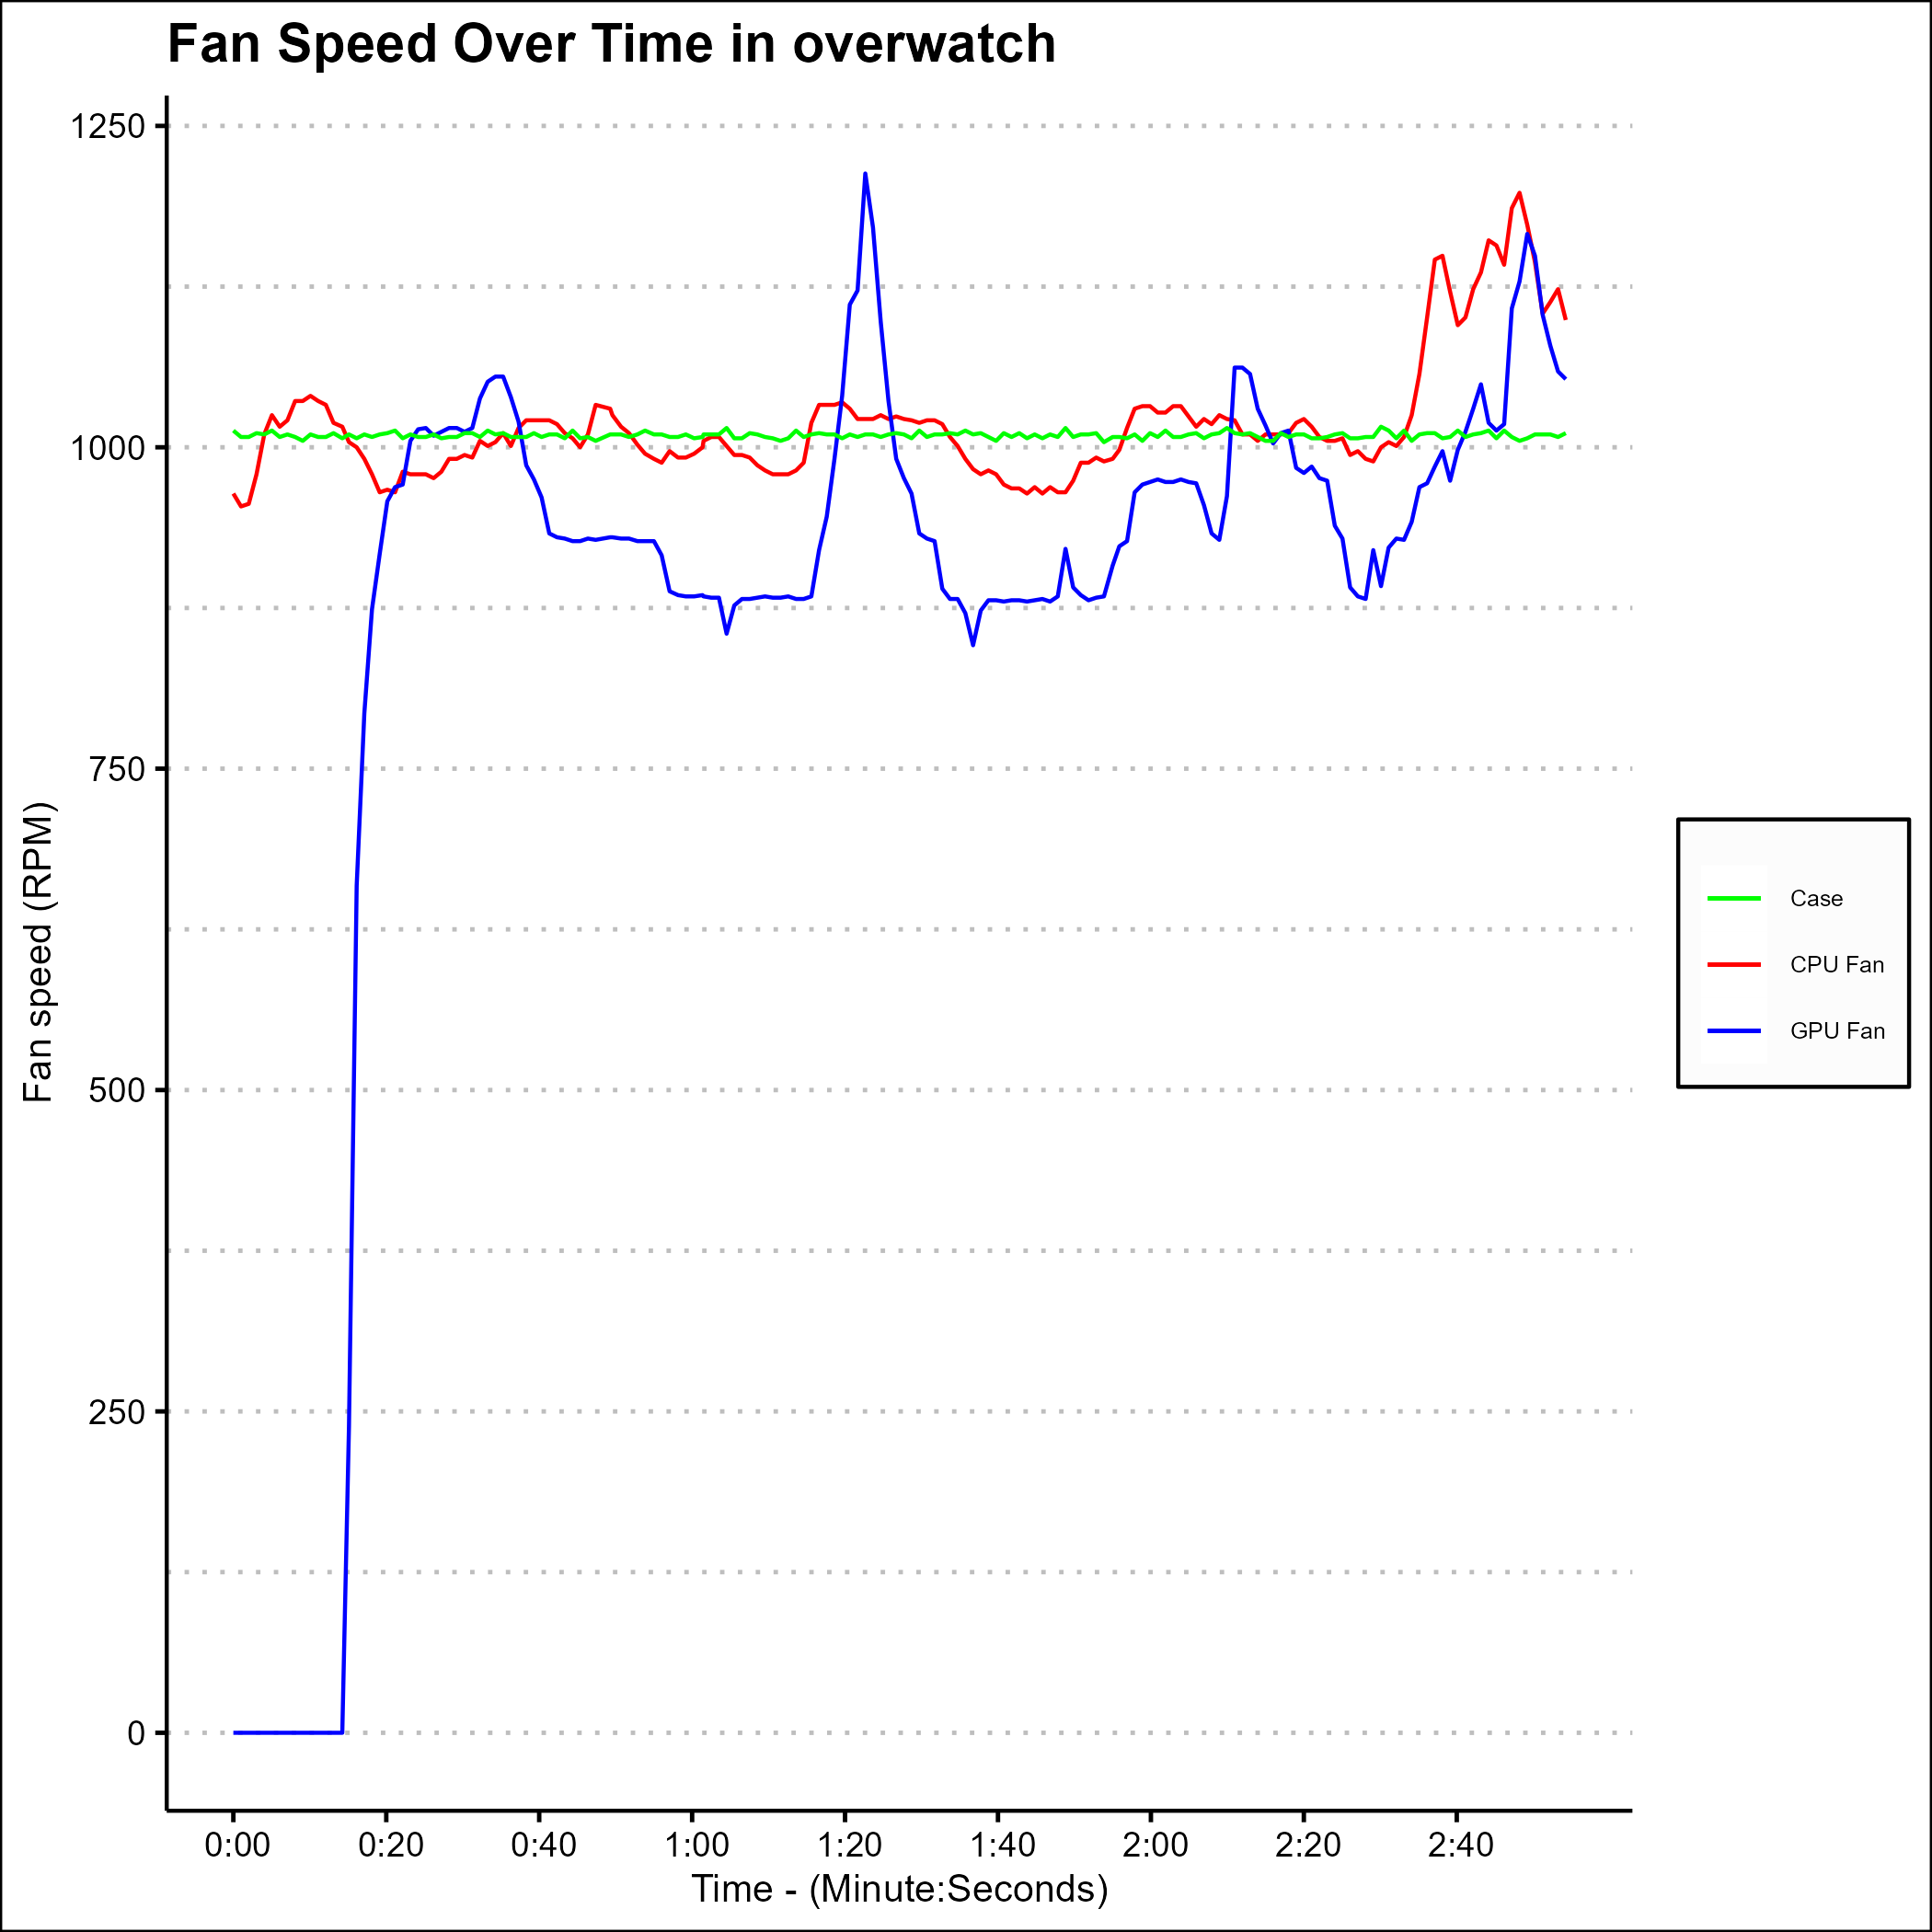 Fan Speed Over Time in overwatch
1250
1000
750
500
250
0
Fan speed (RPM)
0:00 0:20 0:40 1:00 1:20 1:40 2:00 2:20 2:40
Time - (Minute:Seconds)
Case
CPU Fan
GPU Fan